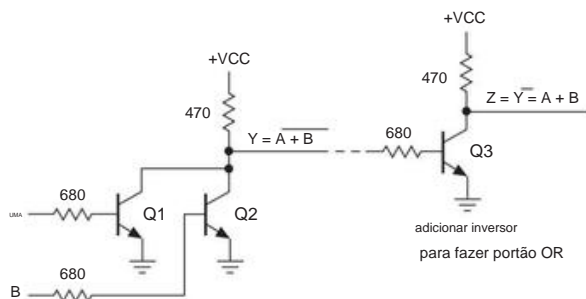 +VCC
+VCC
470
470
Z = Y = A + B
Y = A + B
680
Q3
680
Q1
Q2
UMA
adicionar inversor
para fazer portão OR
680
B